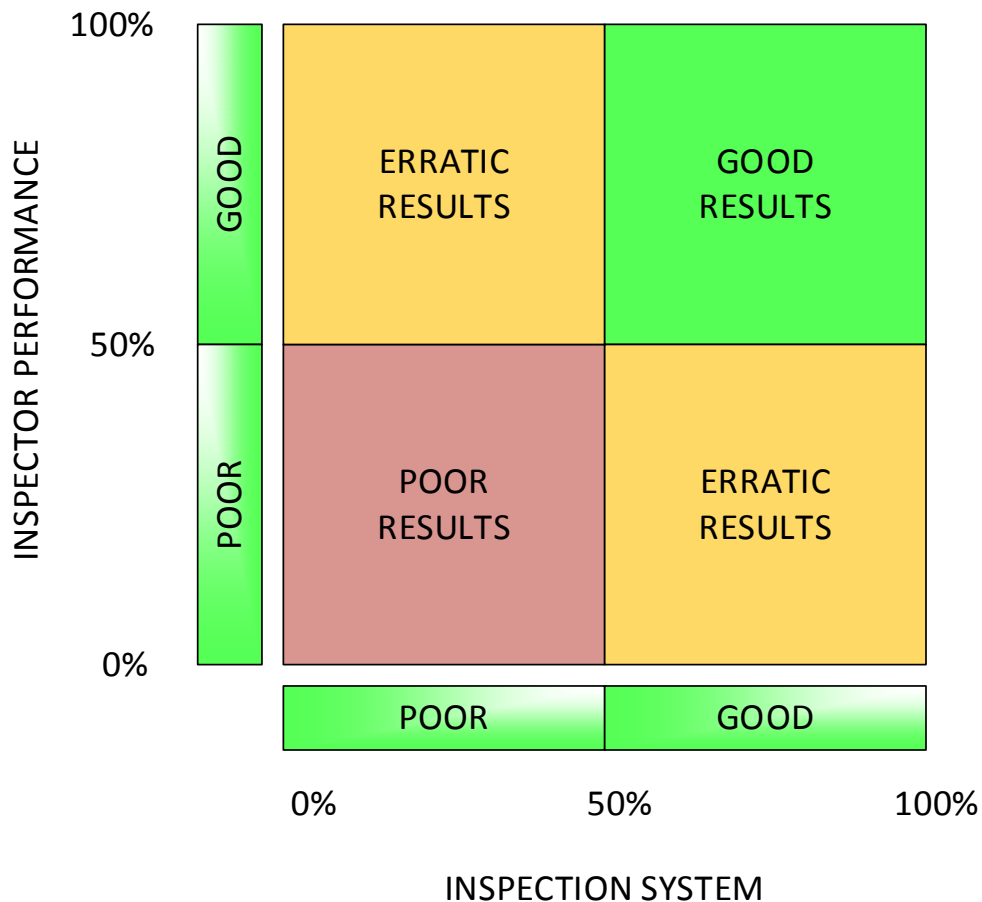 100%
INSPECTOR PERFORMANCE
GOOD
ERRATIC
RESULTS
GOOD
RESULTS
50%
POOR
POOR
RESULTS
ERRATIC
RESULTS
0%
POOR
GOOD
0%
50%
100%
INSPECTION SYSTEM